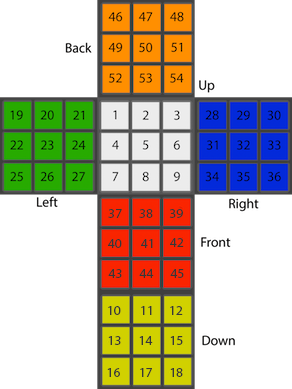 46 47 48
Back 49 50 51
52 53 54
Up
19 20 21 1 2 3 28 29 30
22 23 24 4 5 6 31 32 33
25 26 27 7 8 9 34 35 36
Left Right
37 38 39
40 41 42 Front
43 44 45
10 11 12
13 14 15 Down
16 17 18